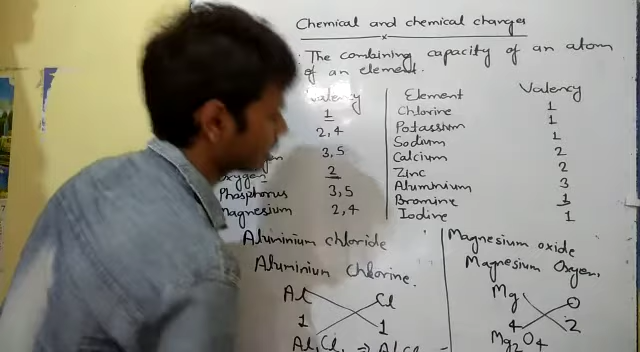 Chemical and chemical changes
The combining capacity of an atom
of an element.
Valency
1
2, 4
3, 5
oxygen 2
Phosphorus 3, 5
magnesium 2, 4
Element Valency
Chlorine 1
Potassium 1
Sodium 1
Calcium 2
Zinc 2
Aluminium 3
Bromine 1
Iodine 1
Aluminium chloride
Aluminium Chlorine.
Al Cl
1 1
Magnesium oxide
Magnesium Oxygen,
Mg O
4 2
Mg2O4